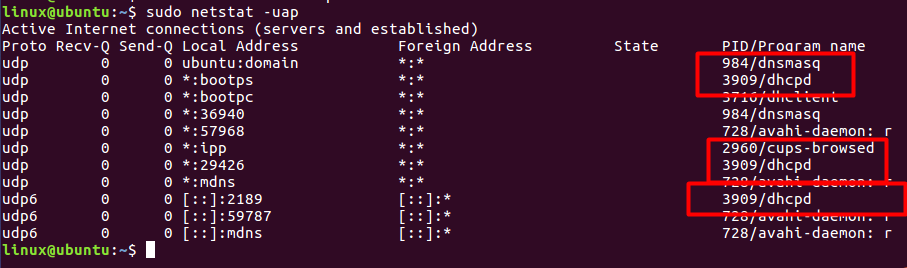 linux@ubuntu:~$ sudo netstat -uap
Active Internet connections (servers and established)
Proto Recv-Q Send-Q Local Address Foreign Address State PID/Program name
udp 0 0 ubuntu:domain *:* 984/dnsmasq
udp 0 0 *:bootps *:* 3909/dhcpd
udp 0 0 *:bootpc *:* 3716/dhclient
udp 0 0 *:36940 *:* 984/dnsmasq
udp 0 0 *:57968 *:* 728/avahi-daemon: r
udp 0 0 *:ipp *:* 2960/cups-browsed
udp 0 0 *:29426 *:* 3909/dhcpd
udp 0 0 *:mdns *:* 728/avahi-daemon: r
udp6 0 0 [::]:2189 [::]:* 3909/dhcpd
udp6 0 0 [::]:59787 [::]:* 728/avahi-daemon: r
udp6 0 0 [::]:mdns [::]:* 728/avahi-daemon: r
linux@ubuntu:~$